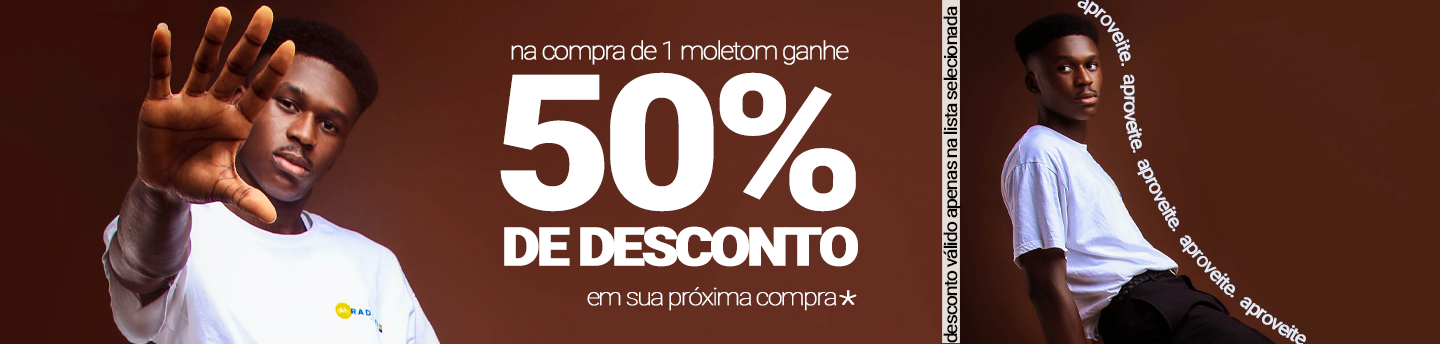 na compra de 1 moletom ganhe
50%
DE DESCONTO
em sua próxima compra*
RAD
desconto válido apenas na lista selecionada
aproveite. aproveite. aproveite. aproveite. aproveite